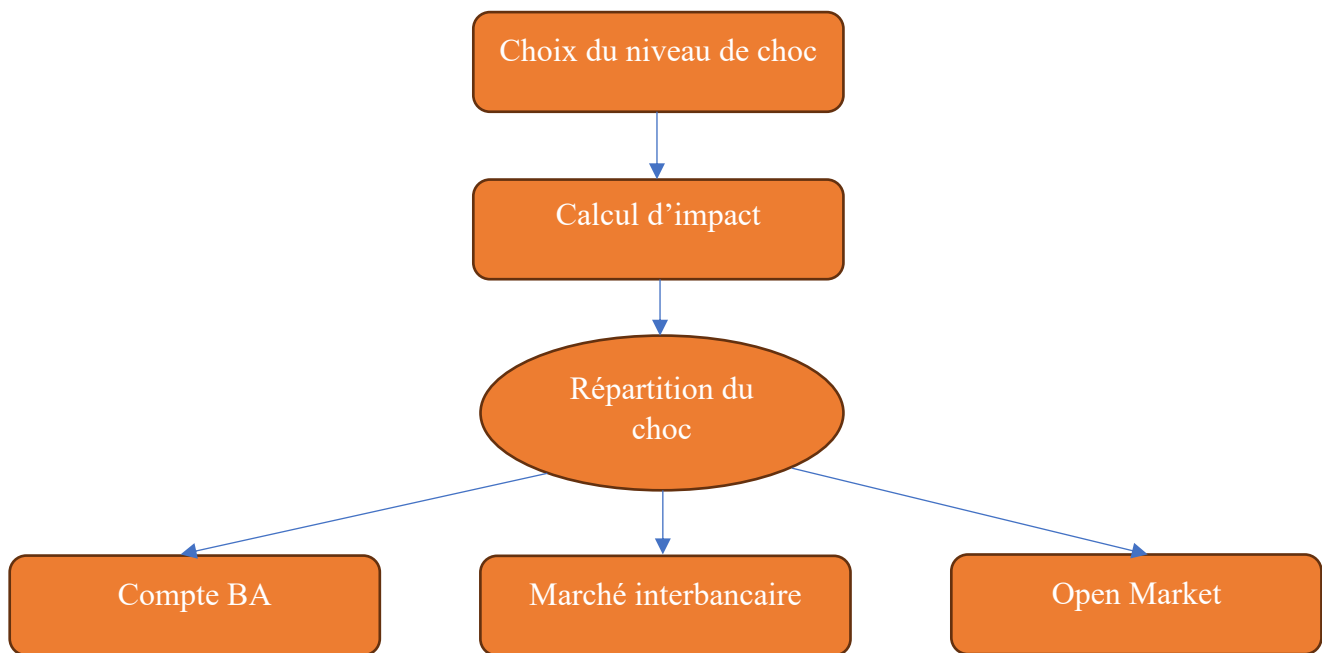 Choix du niveau de choc
Calcul d’impact
Répartition du
choc
Compte BA
Marché interbancaire
Open Market